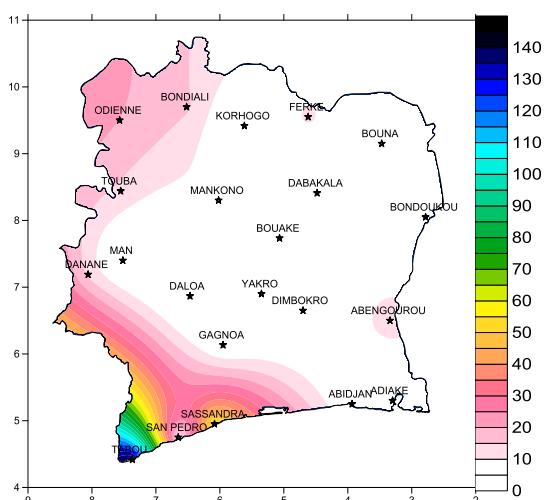 11
10
9
8
7
6
5
4
ODIENNE
BONDIALI
KORHOGO
FERKE
BOUNA
TOUBA
MANKONO
DABAKALA
BONDOUKOU
BOUAKE
MAN
DANANE
DALOA
YAKRO
DIMBOKRO
ABENGOUROU
GAGNOA
ABIDJAN
ADIAKE
SASSANDRA
SAN PEDRO
TABOU
140
130
120
110
100
90
80
70
60
50
40
30
20
10
0